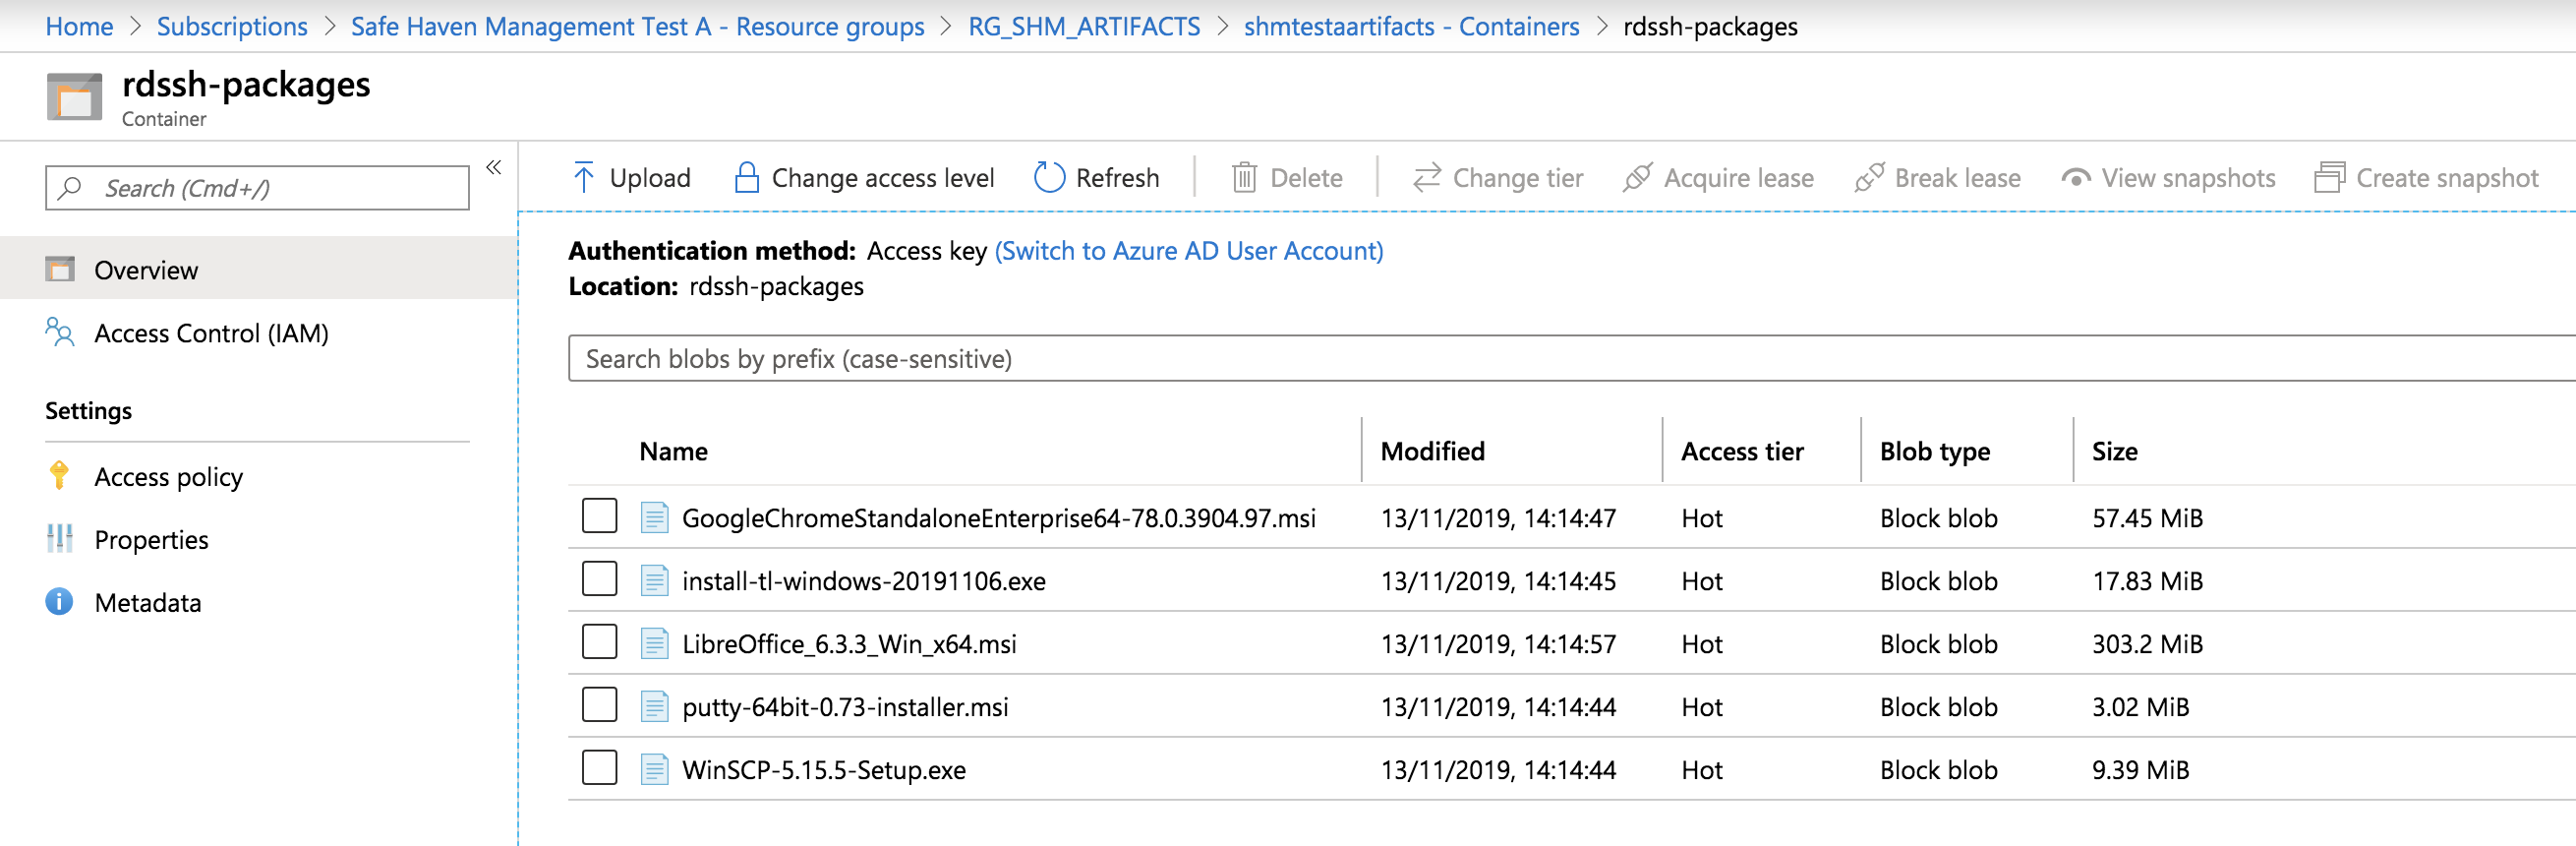 Home > Subscriptions > Safe Haven Management Test A - Resource groups > RG_SHM_ARTIFACTS > shmtestaartifacts - Containers > rdssh-packages
rdssh-packages
Container
Search (Cmd+/)
«
Overview
Access Control (IAM)
Settings
Access policy
Properties
Metadata
Upload Change access level Refresh Delete Change tier Acquire lease Break lease View snapshots Create snapshot
Authentication method: Access key (Switch to Azure AD User Account)
Location: rdssh-packages
Search blobs by prefix (case-sensitive)
Name Modified Access tier Blob type Size
GoogleChromeStandaloneEnterprise64-78.0.3904.97.msi 13/11/2019, 14:14:47 Hot Block blob 57.45 MiB
install-tl-windows-20191106.exe 13/11/2019, 14:14:45 Hot Block blob 17.83 MiB
LibreOffice_6.3.3_Win_x64.msi 13/11/2019, 14:14:57 Hot Block blob 303.2 MiB
putty-64bit-0.73-installer.msi 13/11/2019, 14:14:44 Hot Block blob 3.02 MiB
WinSCP-5.15.5-Setup.exe 13/11/2019, 14:14:44 Hot Block blob 9.39 MiB